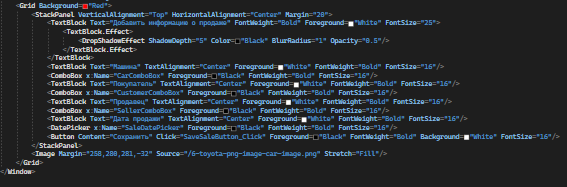 <Grid Background="Red">
<StackPanel VerticalAlignment="Top" HorizontalAlignment="Center" Margin="20">
<TextBlock Text="Добавить информацию о продаже" FontWeight="Bold" Foreground="White" FontSize="25">
<TextBlock.Effect>
<DropShadowEffect ShadowDepth="5" Color="Black" BlurRadius="1" Opacity="0.5"/>
</TextBlock.Effect>
</TextBlock>
<TextBlock Text="Машина" TextAlignment="Center" Foreground="White" FontWeight="Bold" FontSize="16"/>
<ComboBox x:Name="CarComboBox" Foreground="Black" FontWeight="Bold" FontSize="16"/>
<TextBlock Text="Покупатель" TextAlignment="Center" Foreground="White" FontWeight="Bold" FontSize="16"/>
<ComboBox x:Name="CustomerComboBox" Foreground="Black" FontWeight="Bold" FontSize="16"/>
<TextBlock Text="Продавец" TextAlignment="Center" Foreground="White" FontWeight="Bold" FontSize="16"/>
<ComboBox x:Name="SellerComboBox" Foreground="Black" FontWeight="Bold" FontSize="16"/>
<TextBlock Text="Дата продажи" TextAlignment="Center" Foreground="White" FontWeight="Bold" FontSize="16"/>
<DatePicker x:Name="SaleDatePicker" Foreground="Black" FontWeight="Bold" FontSize="16"/>
<Button Content="Сохранить" Click="SaveSaleButton_Click" Foreground="Black" FontWeight="Bold" Background="White" FontSize="16"/>
</StackPanel>
<Image Margin="250,280,281,-32" Source="/6-toyota-png-image-car-image.png" Stretch="Fill"/>
</Grid>
</Window>